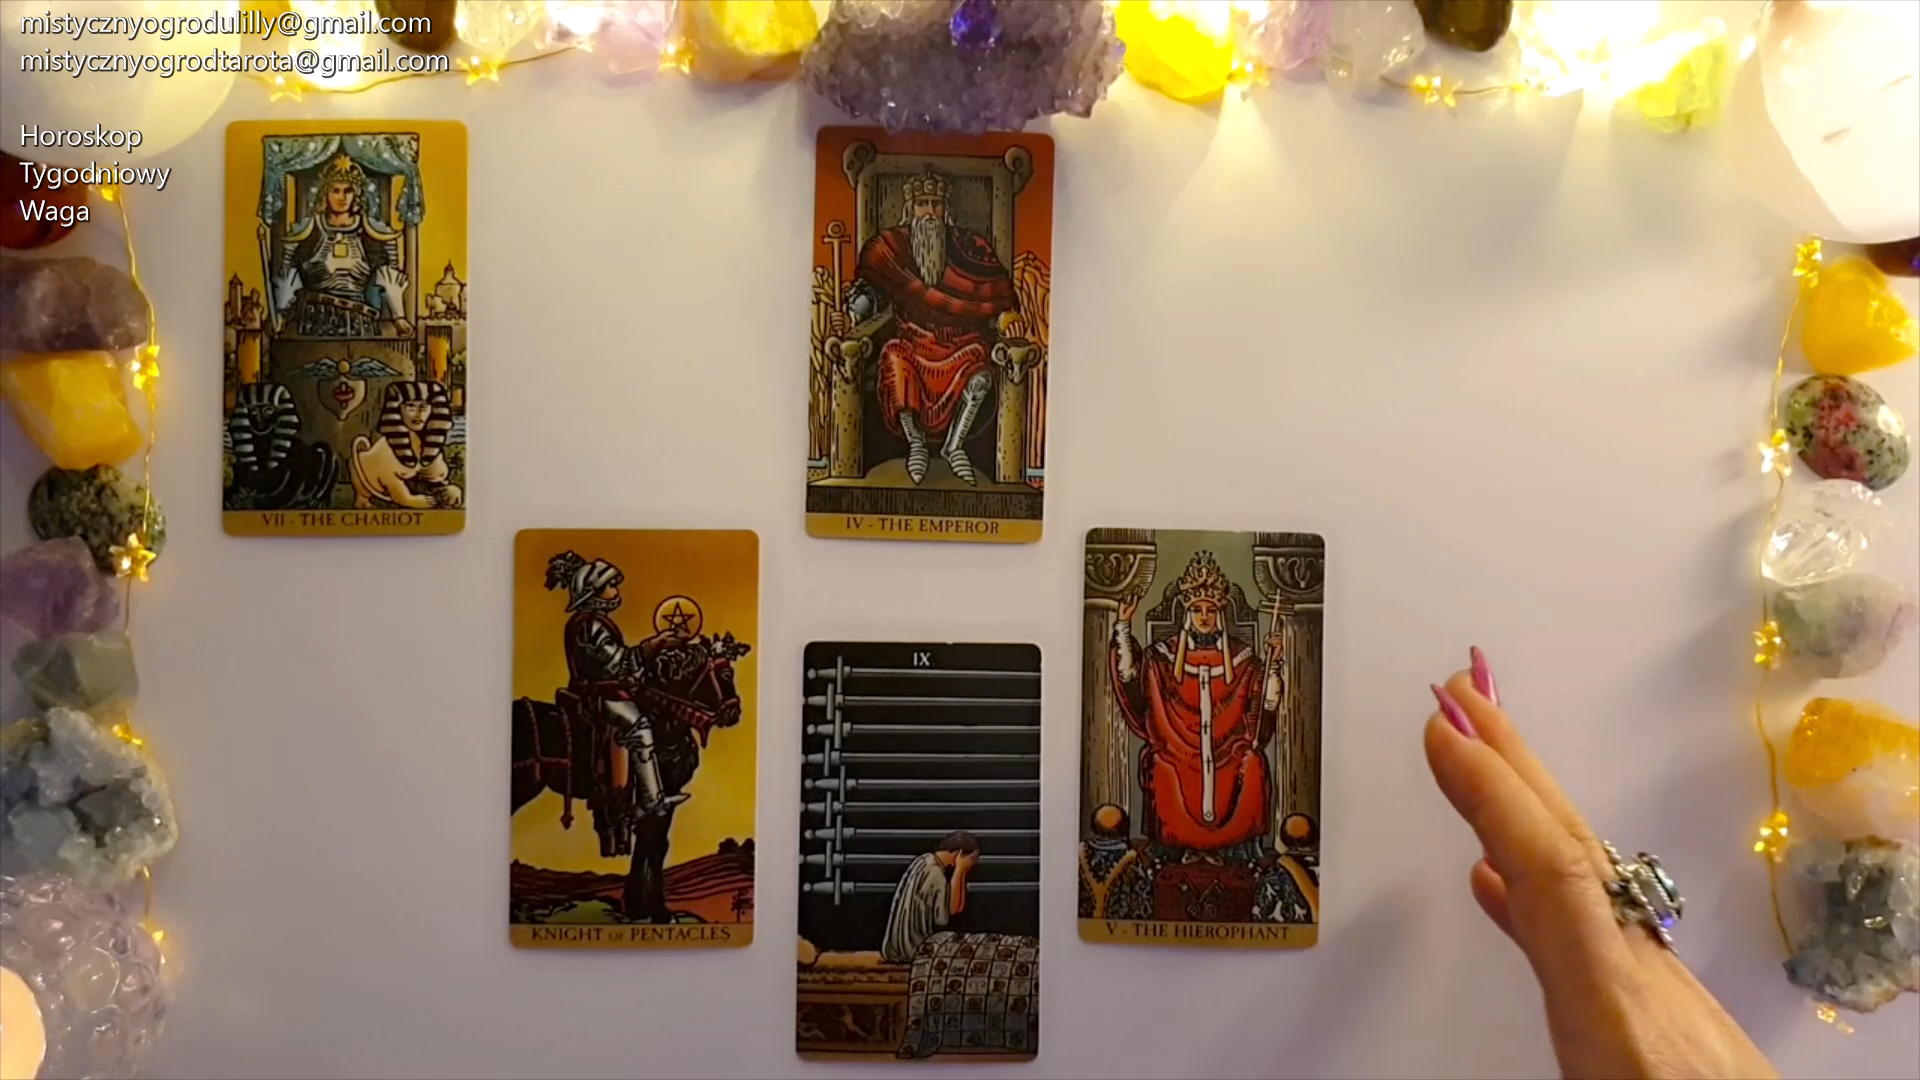 mistycznyogrodulilly@gmail.com
mistycznyogrodtarota@gmail.com
Horoskop
Tygodniowy
Waga
VII - THE CHARIOT
IV - THE EMPEROR
IX
KNIGHT OF PENTACLES
V - THE HIEROPHANT